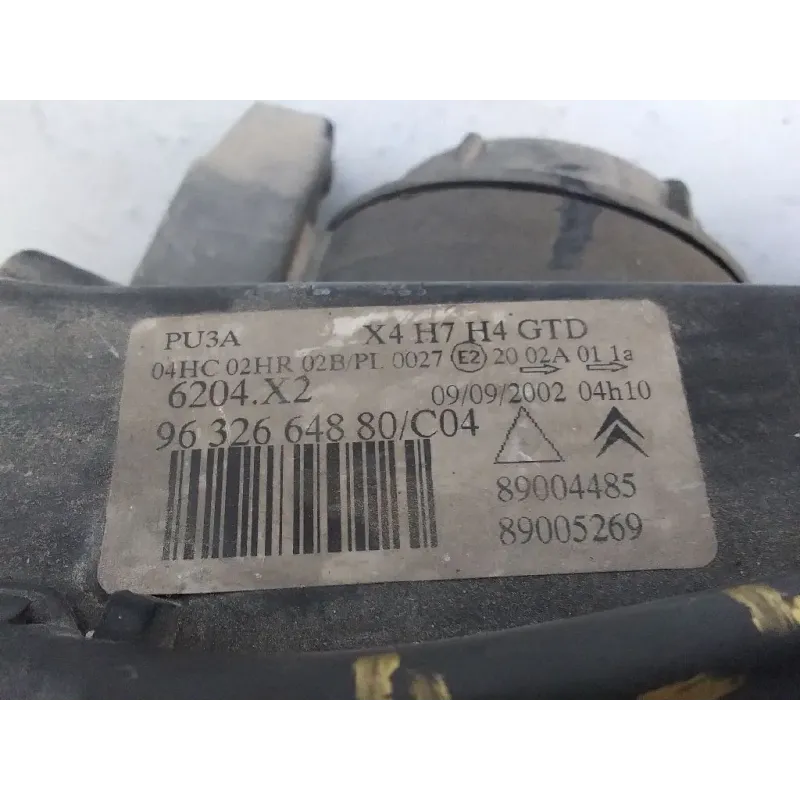 PU3A X4 H7 H4 GTD
04HC 02HR 02B/PL 0027 E2 20 02A 01 1a
6204.X2 09/09/2002 04h10
96 326 648 80/C04
89004485
89005269